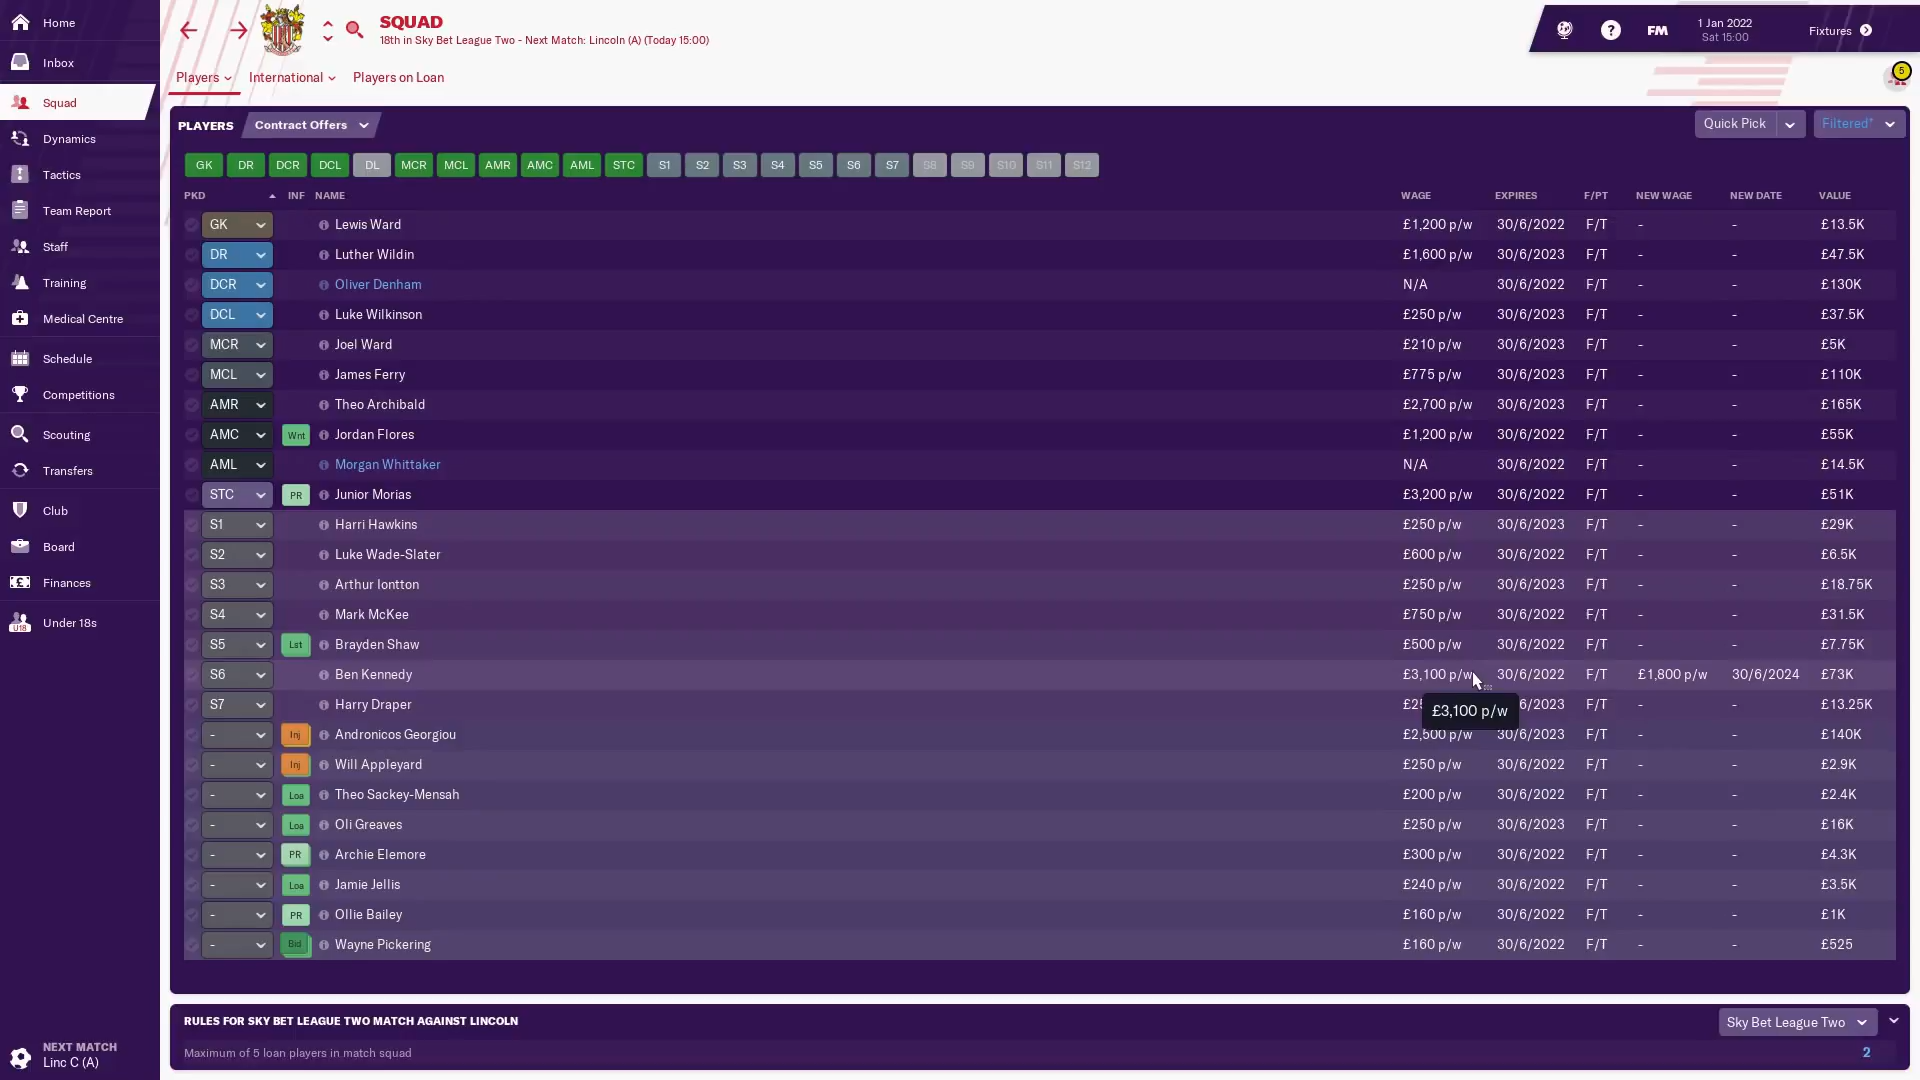 Home
Inbox
Squad
Dynamics
Tactics
Team Report
Staff
Training
Medical Centre
Schedule
Competitions
Scouting
Transfers
Club
Board
Finances
U18 Under 18s
NEXT MATCH
Linc C (A)
SQUAD
18th in Sky Bet League Two - Next Match: Lincoln (A) (Today 15:00)
? FM 1 Jan 2022 Fixtures
Sat 15:00
5
Players International Players on Loan
PLAYERS Contract Offers Quick Pick Filtered*
GK DR DCR DCL DL MCR MCL AMR AMC AML STC S1 S2 S3 S4 S5 S6 S7 S8 S9 S10 S11 S12
PKD INF NAME WAGE EXPIRES F/PT NEW WAGE NEW DATE VALUE
GK Lewis Ward £1,200 p/w 30/6/2022 F/T - - £13.5K
DR Luther Wildin £1,600 p/w 30/6/2023 F/T - - £47.5K
DCR Oliver Denham N/A 30/6/2022 F/T - - £130K
DCL Luke Wilkinson £250 p/w 30/6/2022 F/T - - £37.5K
MCR Joel Ward £210 p/w 30/6/2023 F/T - - £5K
MCL James Ferry £775 p/w 30/6/2023 F/T - - £110K
AMR Theo Archibald £2,700 p/w 30/6/2023 F/T - - £165K
AMC Wnt Jordan Flores £1,200 p/w 30/6/2022 F/T - - £55K
AML Morgan Whittaker N/A 30/6/2022 F/T - - £14.5K
STC PR Junior Morias £3,200 p/w 30/6/2022 F/T - - £51K
S1 Harri Hawkins £250 p/w 30/6/2023 F/T - - £29K
S2 Luke Wade-Slater £600 p/w 30/6/2022 F/T - - £6.5K
S3 Arthur Iontton £250 p/w 30/6/2023 F/T - - £18.75K
S4 Mark McKee £750 p/w 30/6/2022 F/T - - £31.5K
S5 Lst Brayden Shaw £500 p/w 30/6/2022 F/T - - £7.75K
S6 Ben Kennedy £3,100 p/w 30/6/2022 F/T £1,800 p/w 30/6/2024 £73K
S7 Harry Draper £25 6/2023 F/T - - £13.25K
£3,100 p/w
- Inj Andronicos Georgiou £2,500 p/w 30/6/2023 F/T - - £140K
- Inj Will Appleyard £250 p/w 30/6/2022 F/T - - £2.9K
- Loa Theo Sackey-Mensah £200 p/w 30/6/2022 F/T - - £2.4K
- Loa Oli Greaves £250 p/w 30/6/2023 F/T - - £16K
- PR Archie Elemore £300 p/w 30/6/2022 F/T - - £4.3K
- Loa Jamie Jellis £240 p/w 30/6/2022 F/T - - £3.5K
- PR Ollie Bailey £160 p/w 30/6/2022 F/T - - £1K
- Bid Wayne Pickering £160 p/w 30/6/2022 F/T - - £525
RULES FOR SKY BET LEAGUE TWO MATCH AGAINST LINCOLN Sky Bet League Two
Maximum of 5 loan players in match squad 2